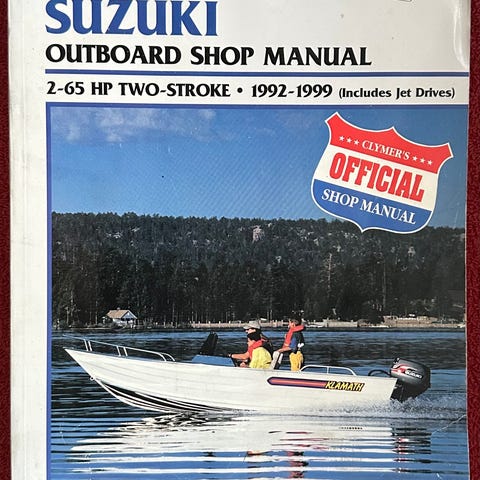 SUZUKI
OUTBOARD SHOP MANUAL
2-65 HP TWO-STROKE • 1992-1999 (Includes Jet Drives)
★★★ CLYMER'S ★★★
OFFICIAL
SHOP MANUAL
KLAMATH